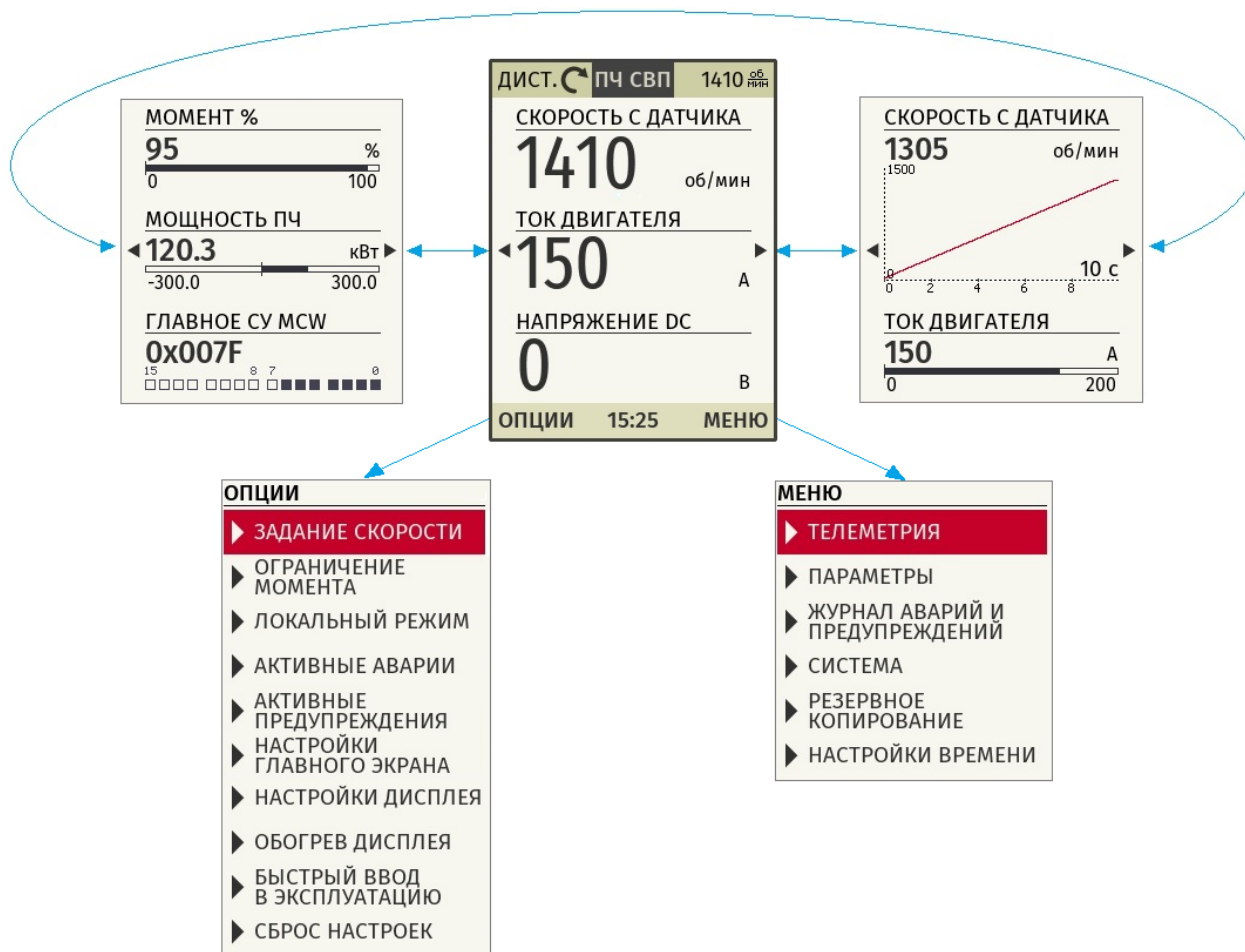 МОМЕНТ %
95 %
0 100
МОЩНОСТЬ ПЧ
120.3 кВт
-300.0 300.0
ГЛАВНОЕ СУ MCW
0x007F
15 8 7 0
ДИСТ. ПЧ СВП 1410 об/мин
СКОРОСТЬ С ДАТЧИКА
1410 об/мин
ТОК ДВИГАТЕЛЯ
150 А
НАПРЯЖЕНИЕ DC
0 В
ОПЦИИ 15:25 МЕНЮ
СКОРОСТЬ С ДАТЧИКА
1305 об/мин
1500
0 10 с
0 2 4 6 8
ТОК ДВИГАТЕЛЯ
150 А
0 200
ОПЦИИ
ЗАДАНИЕ СКОРОСТИ
ОГРАНИЧЕНИЕ
МОМЕНТА
ЛОКАЛЬНЫЙ РЕЖИМ
АКТИВНЫЕ АВАРИИ
АКТИВНЫЕ
ПРЕДУПРЕЖДЕНИЯ
НАСТРОЙКИ
ГЛАВНОГО ЭКРАНА
НАСТРОЙКИ ДИСПЛЕЯ
ОБОГРЕВ ДИСПЛЕЯ
БЫСТРЫЙ ВВОД
В ЭКСПЛУАТАЦИЮ
СБРОС НАСТРОЕК
МЕНЮ
ТЕЛЕМЕТРИЯ
ПАРАМЕТРЫ
ЖУРНАЛ АВАРИЙ И
ПРЕДУПРЕЖДЕНИЙ
СИСТЕМА
РЕЗЕРВНОЕ
КОПИРОВАНИЕ
НАСТРОЙКИ ВРЕМЕНИ